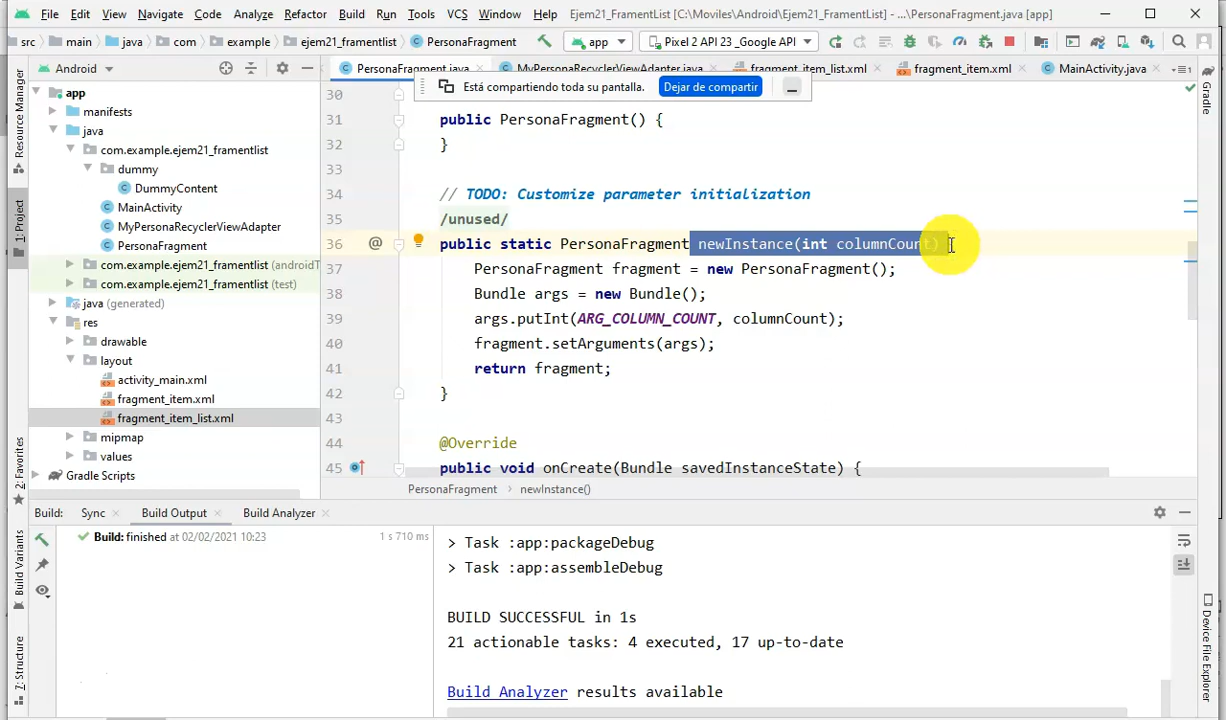 File Edit View Navigate Code Analyze Refactor Build Run Tools VCS Window Help Ejem21_FramentList [C:\Moviles\Android\Ejem21_FramentList] - ...\PersonaFragment.java [app]
src main java com example ejem21_framentlist PersonaFragment app Pixel 2 API 23 _Google API
Android PersonaFragment.java MyPersonaRecyclerViewAdapter.java fragment_item_list.xml fragment_item.xml MainActivity.java
Está compartiendo toda su pantalla. Dejar de compartir
Resource Manager
1: Project
2: Favorites
Build Variants
7: Structure
app
manifests
java
com.example.ejem21_framentlist
dummy
DummyContent
MainActivity
MyPersonaRecyclerViewAdapter
PersonaFragment
com.example.ejem21_framentlist (androidT
com.example.ejem21_framentlist (test)
java (generated)
res
drawable
layout
activity_main.xml
fragment_item.xml
fragment_item_list.xml
mipmap
values
Gradle Scripts
30
31 public PersonaFragment() {
32 }
33
34 // TODO: Customize parameter initialization
35 /unused/
36 @ public static PersonaFragment newInstance(int columnCount)
37 PersonaFragment fragment = new PersonaFragment();
38 Bundle args = new Bundle();
39 args.putInt(ARG_COLUMN_COUNT, columnCount);
40 fragment.setArguments(args);
41 return fragment;
42 }
43
44 @Override
45 public void onCreate(Bundle savedInstanceState) {
PersonaFragment newInstance()
Gradle
Device File Explorer
Build: Sync Build Output Build Analyzer
Build: finished at 02/02/2021 10:23 1 s 710 ms
> Task :app:packageDebug
> Task :app:assembleDebug
BUILD SUCCESSFUL in 1s
21 actionable tasks: 4 executed, 17 up-to-date
Build Analyzer results available